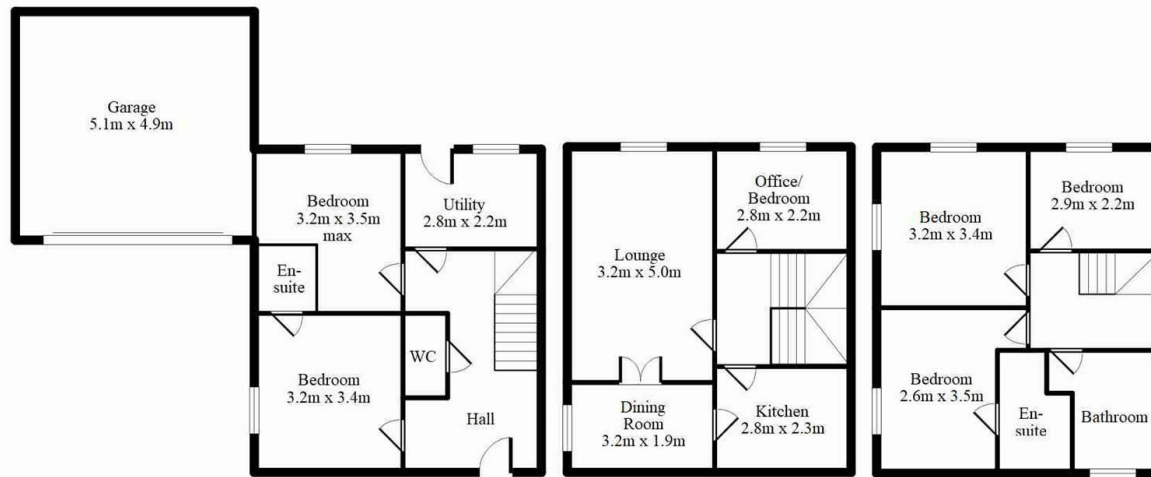 Garage
5.1m x 4.9m
Bedroom
3.2m x 3.5m
max
Utility
2.8m x 2.2m
En-
suite
WC
Bedroom
3.2m x 3.4m
Hall
Lounge
3.2m x 5.0m
Office/
Bedroom
2.8m x 2.2m
Dining
Room
3.2m x 1.9m
Kitchen
2.8m x 2.3m
Bedroom
3.2m x 3.4m
Bedroom
2.9m x 2.2m
Bedroom
2.6m x 3.5m
En-
suite
Bathroom